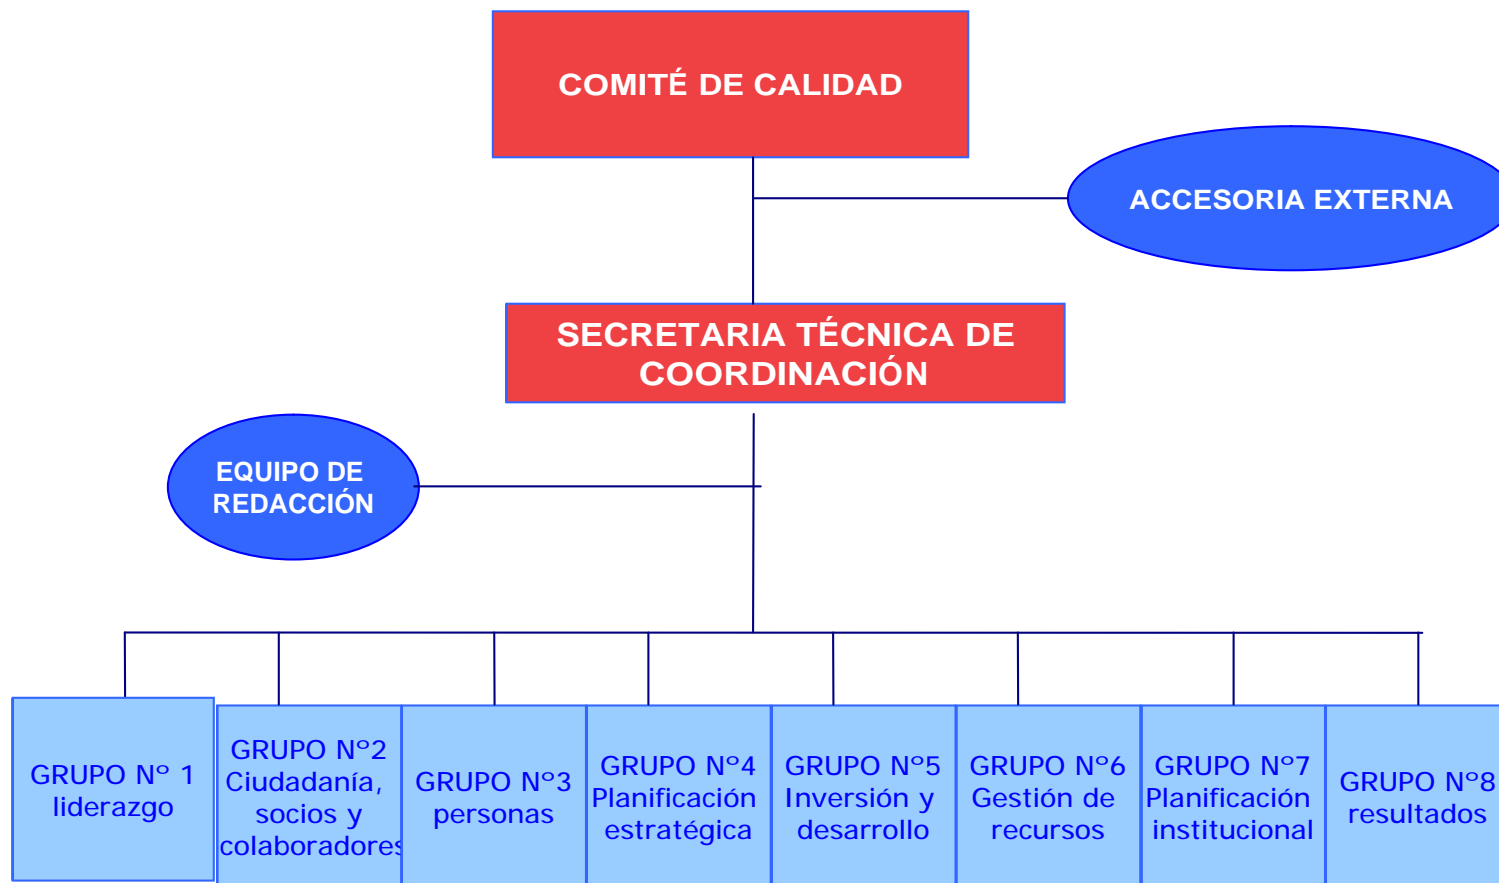 COMITÉ DE CALIDAD
ACCESORIA EXTERNA
SECRETARIA TÉCNICA DE
COORDINACIÓN
EQUIPO DE
REDACCIÓN
GRUPO Nº 1
liderazgo
GRUPO Nº2
Ciudadanía,
socios y
colaboradores
GRUPO Nº3
personas
GRUPO Nº4
Planificación
estratégica
GRUPO Nº5
Inversión y
desarrollo
GRUPO Nº6
Gestión de
recursos
GRUPO Nº7
Planificación
institucional
GRUPO Nº8
resultados